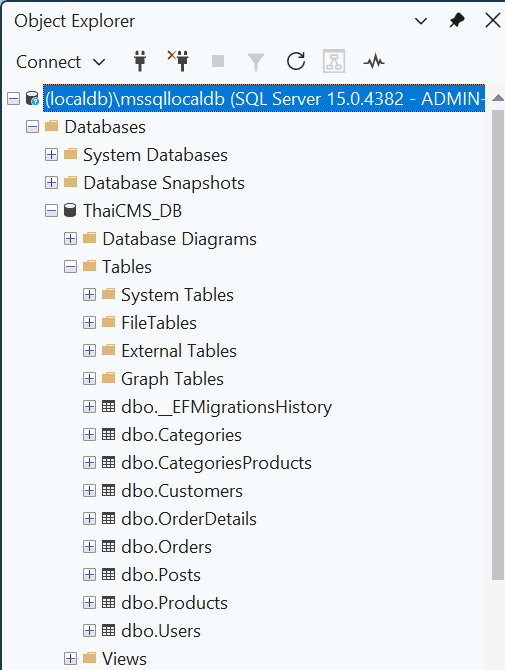 Object Explorer
Connect
(localdb)\mssqllocaldb (SQL Server 15.0.4382 - ADMIN-
Databases
System Databases
Database Snapshots
ThaiCMS_DB
Database Diagrams
Tables
System Tables
FileTables
External Tables
Graph Tables
dbo.__EFMigrationsHistory
dbo.Categories
dbo.CategoriesProducts
dbo.Customers
dbo.OrderDetails
dbo.Orders
dbo.Posts
dbo.Products
dbo.Users
Views